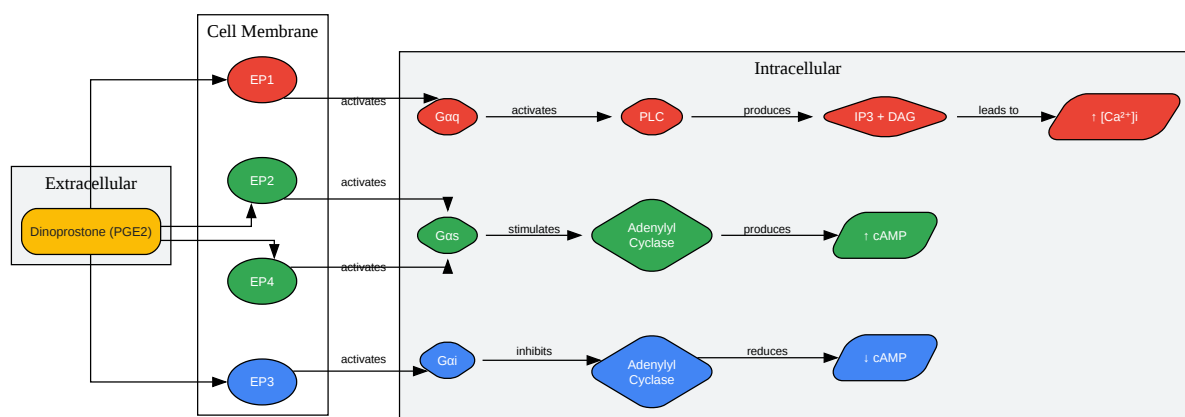 Cell Membrane
Intracellular
Extracellular
Dinoprostone (PGE2)
EP1
activates
Gαq
activates
PLC
produces
IP3 + DAG
leads to
↑ [Ca²⁺]i
EP2
activates
EP4
activates
Gαs
stimulates
Adenylyl
Cyclase
produces
↑ cAMP
EP3
activates
Gαi
inhibits
Adenylyl
Cyclase
reduces
↓ cAMP